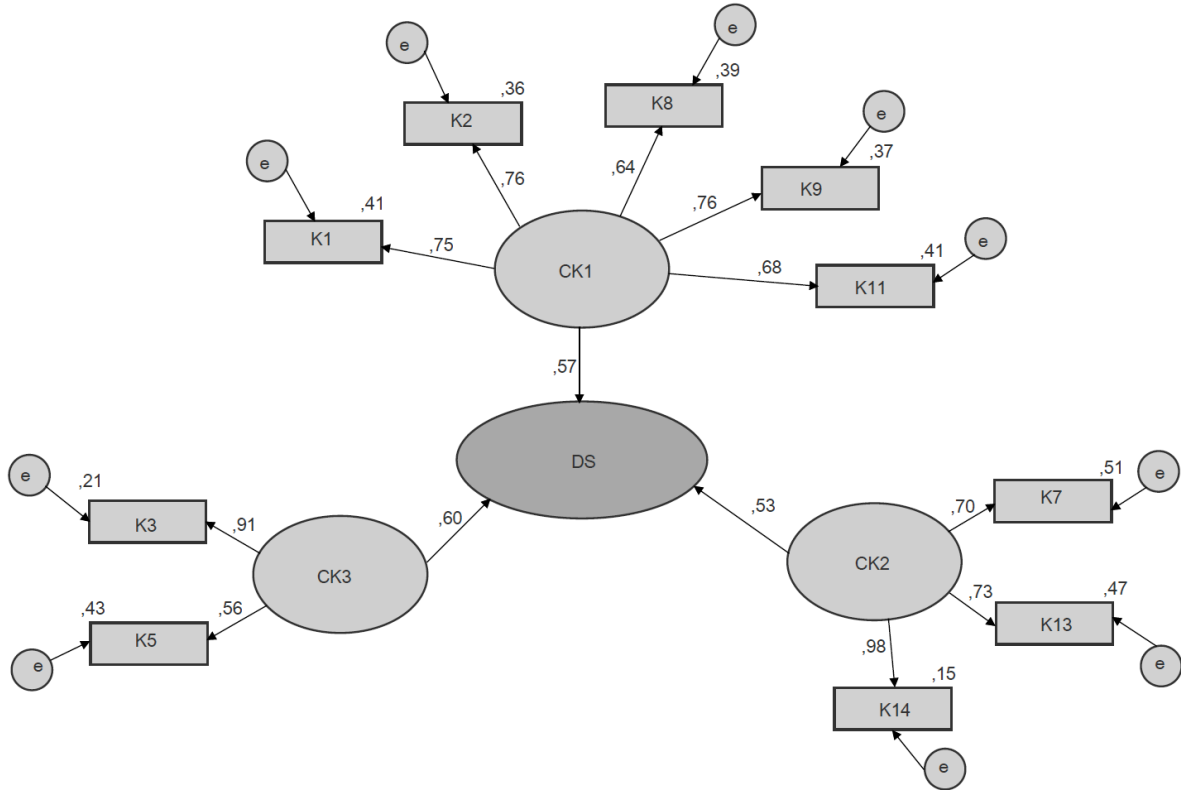 e
e
,39
,36
K8
e
K2
,37
,64
e
K9
,76
,76
,41
e
,41
K1
,75
,68
CK1
K11
,57
DS
,51
e
e
,21
K7
,70
K3
,91
,60
,53
CK3
CK2
,43
,56
,73
,47
K5
K13
e
,98
e
,15
K14
e